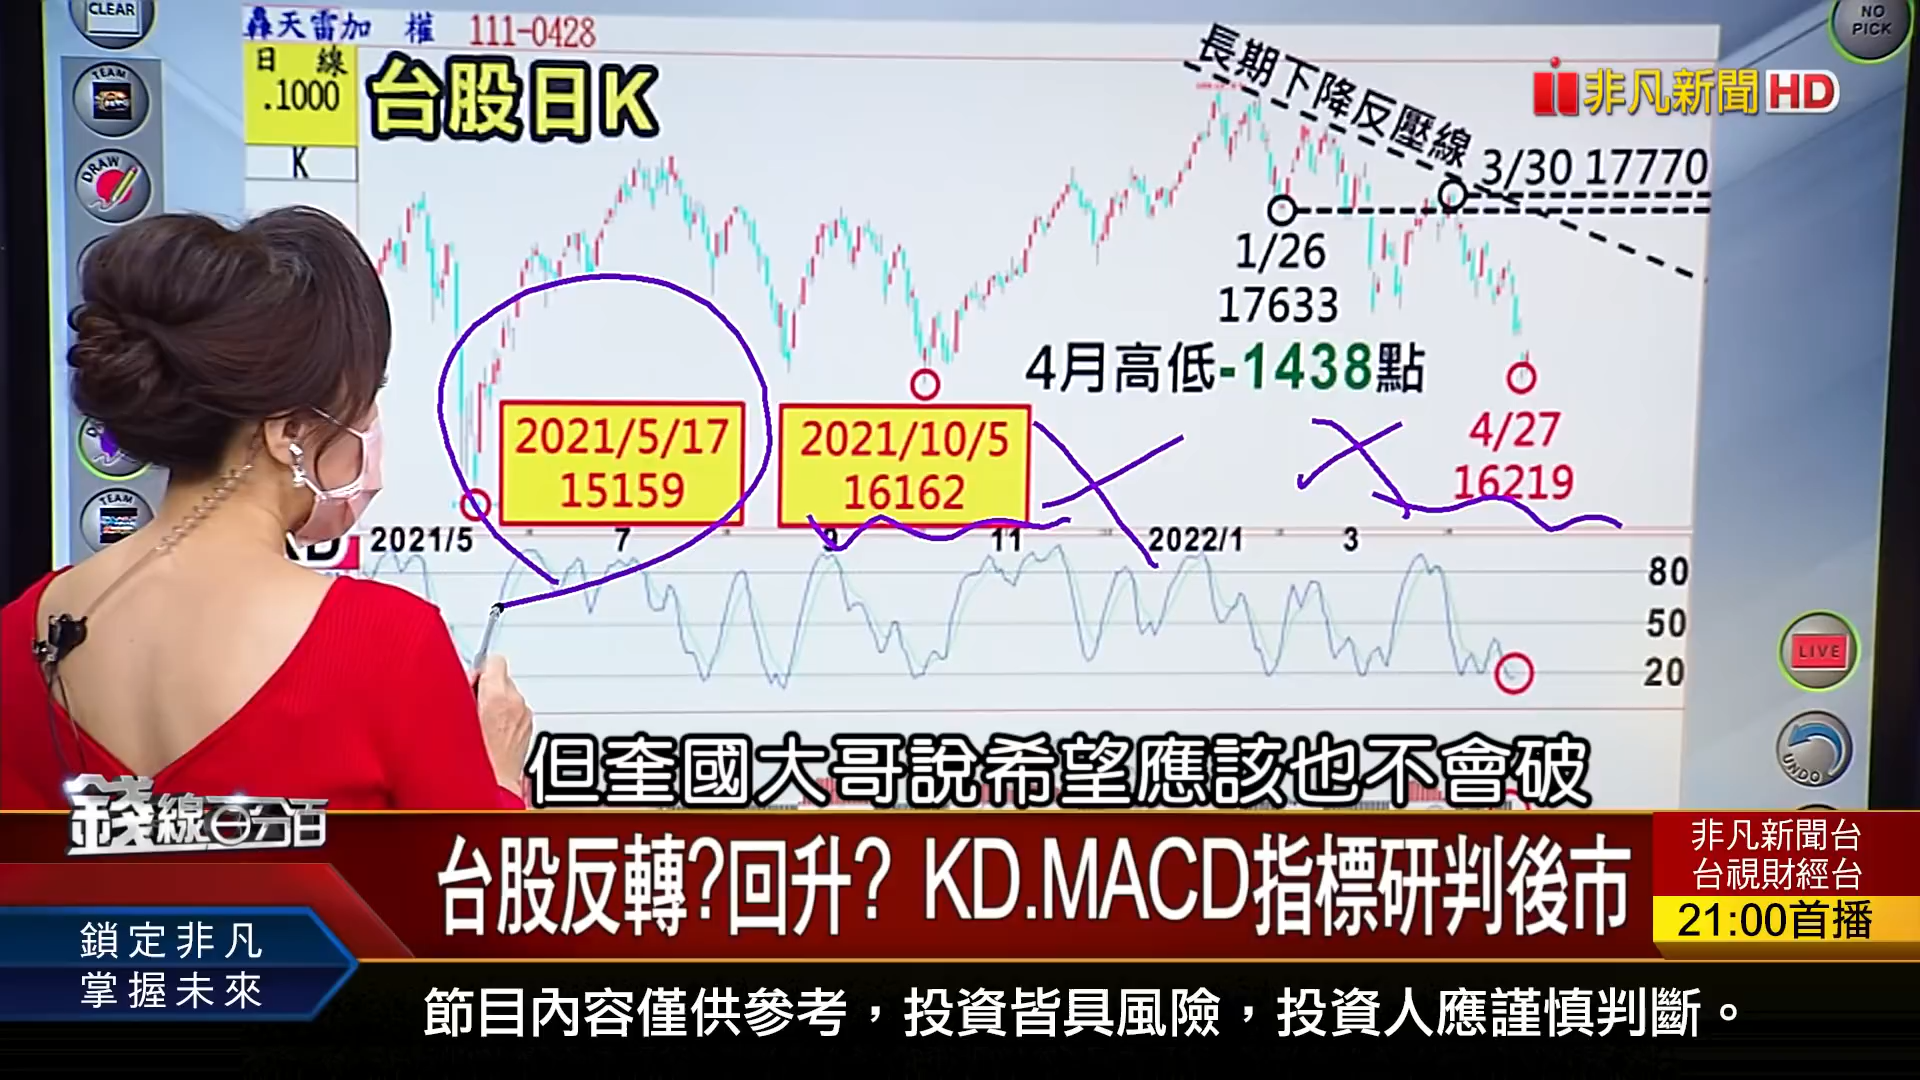 CLEAR
NO PICK
TEAM
DRAW
TEAM
LIVE
UNDO
轟天雷加 權 111-0428
日 線
.1000
K
台股日K
長期下降反壓線
非凡新聞HD
3/30 17770
1/26
17633
4月高低-1438點
2021/5/17
15159
2021/10/5
16162
4/27
16219
2021/5 7 9 11 2022/1 3
80
50
20
但奎國大哥說希望應該也不會破
錢線百分百
台股反轉?回升? KD.MACD指標研判後市
非凡新聞台
台視財經台
21:00首播
鎖定非凡
掌握未來
節目內容僅供參考，投資皆具風險，投資人應謹慎判斷。